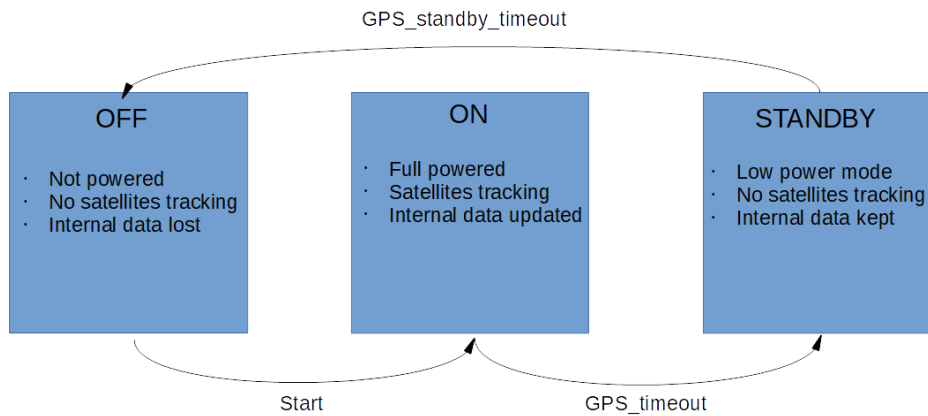 GPS_standby_timeout
OFF
· Not powered
· No satellites tracking
· Internal data lost
ON
· Full powered
· Satellites tracking
· Internal data updated
STANDBY
· Low power mode
· No satellites tracking
· Internal data kept
Start
GPS_timeout